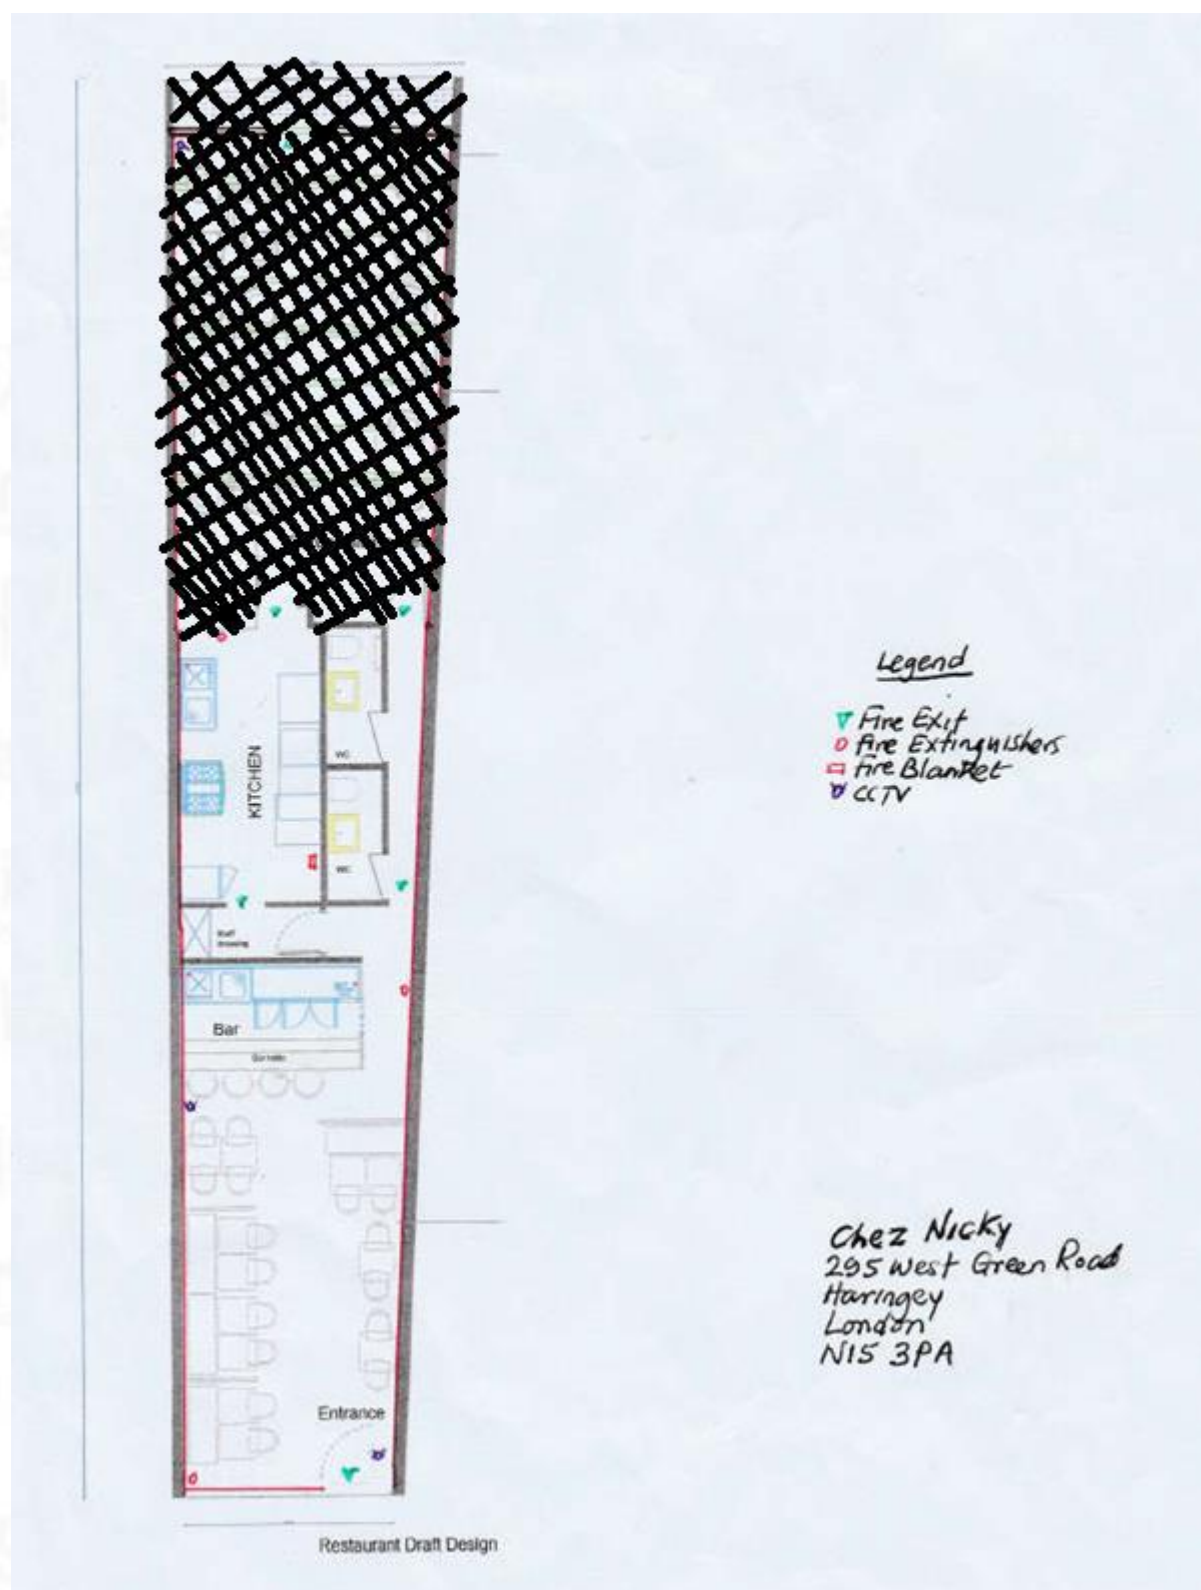 Legend
Fire Exit
Fire Extinguishers
Fire Blanket
CCTV
WC
KITCHEN
WC
Bar
Chez Nicky
295 West Green Road
Haringey
London
N15 3PA
Entrance
Restaurant Draft Design